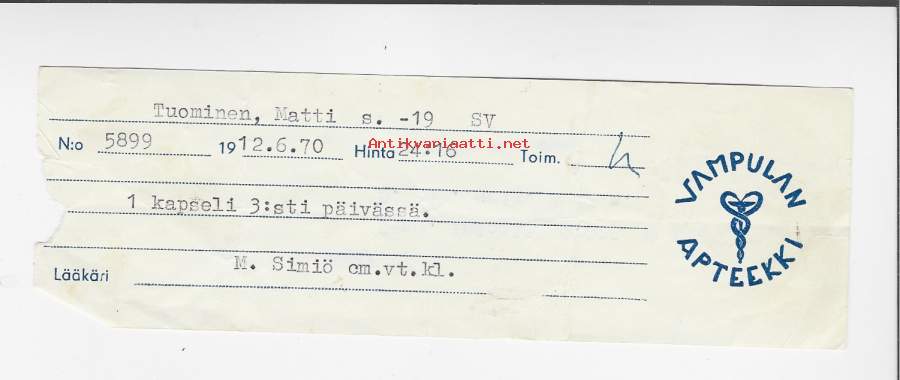 Tuominen, Matti s. -19 SV
N:o 5899 1912.6.70 Hinta 24:16 Toim.
Antikvariaatti.net
1 kapseli 3:sti päivässä.
Lääkäri M. Simiö cm.vt.kl.
VAMPULAN
APTEEKKI